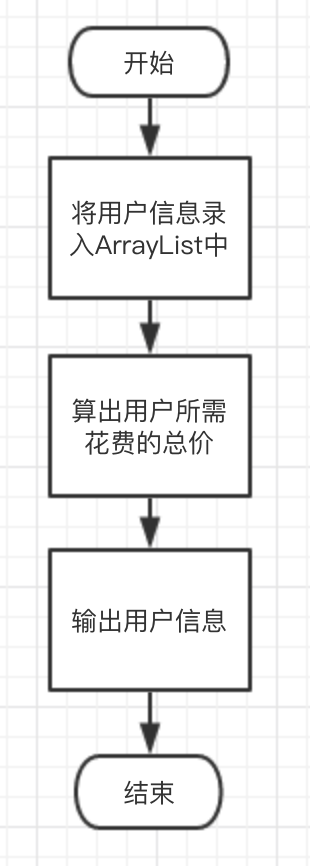 开始
将用户信息录
入ArrayList中
算出用户所需
花费的总价
输出用户信息
结束